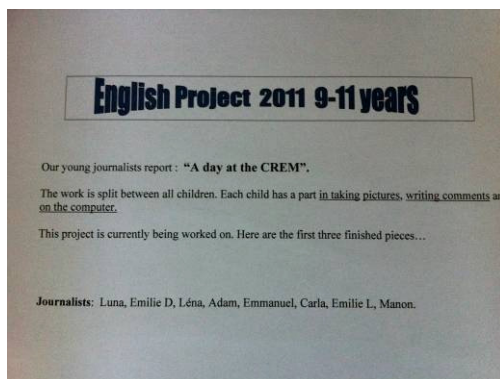 English Project 2011 9-11 years
Our young journalists report : “A day at the CREM”.
The work is split between all children. Each child has a part in taking pictures, writing comments
on the computer.
This project is currently being worked on. Here are the first three finished pieces…
Journalists: Luna, Emilie D, Léna, Adam, Emmanuel, Carla, Emilie L, Manon.